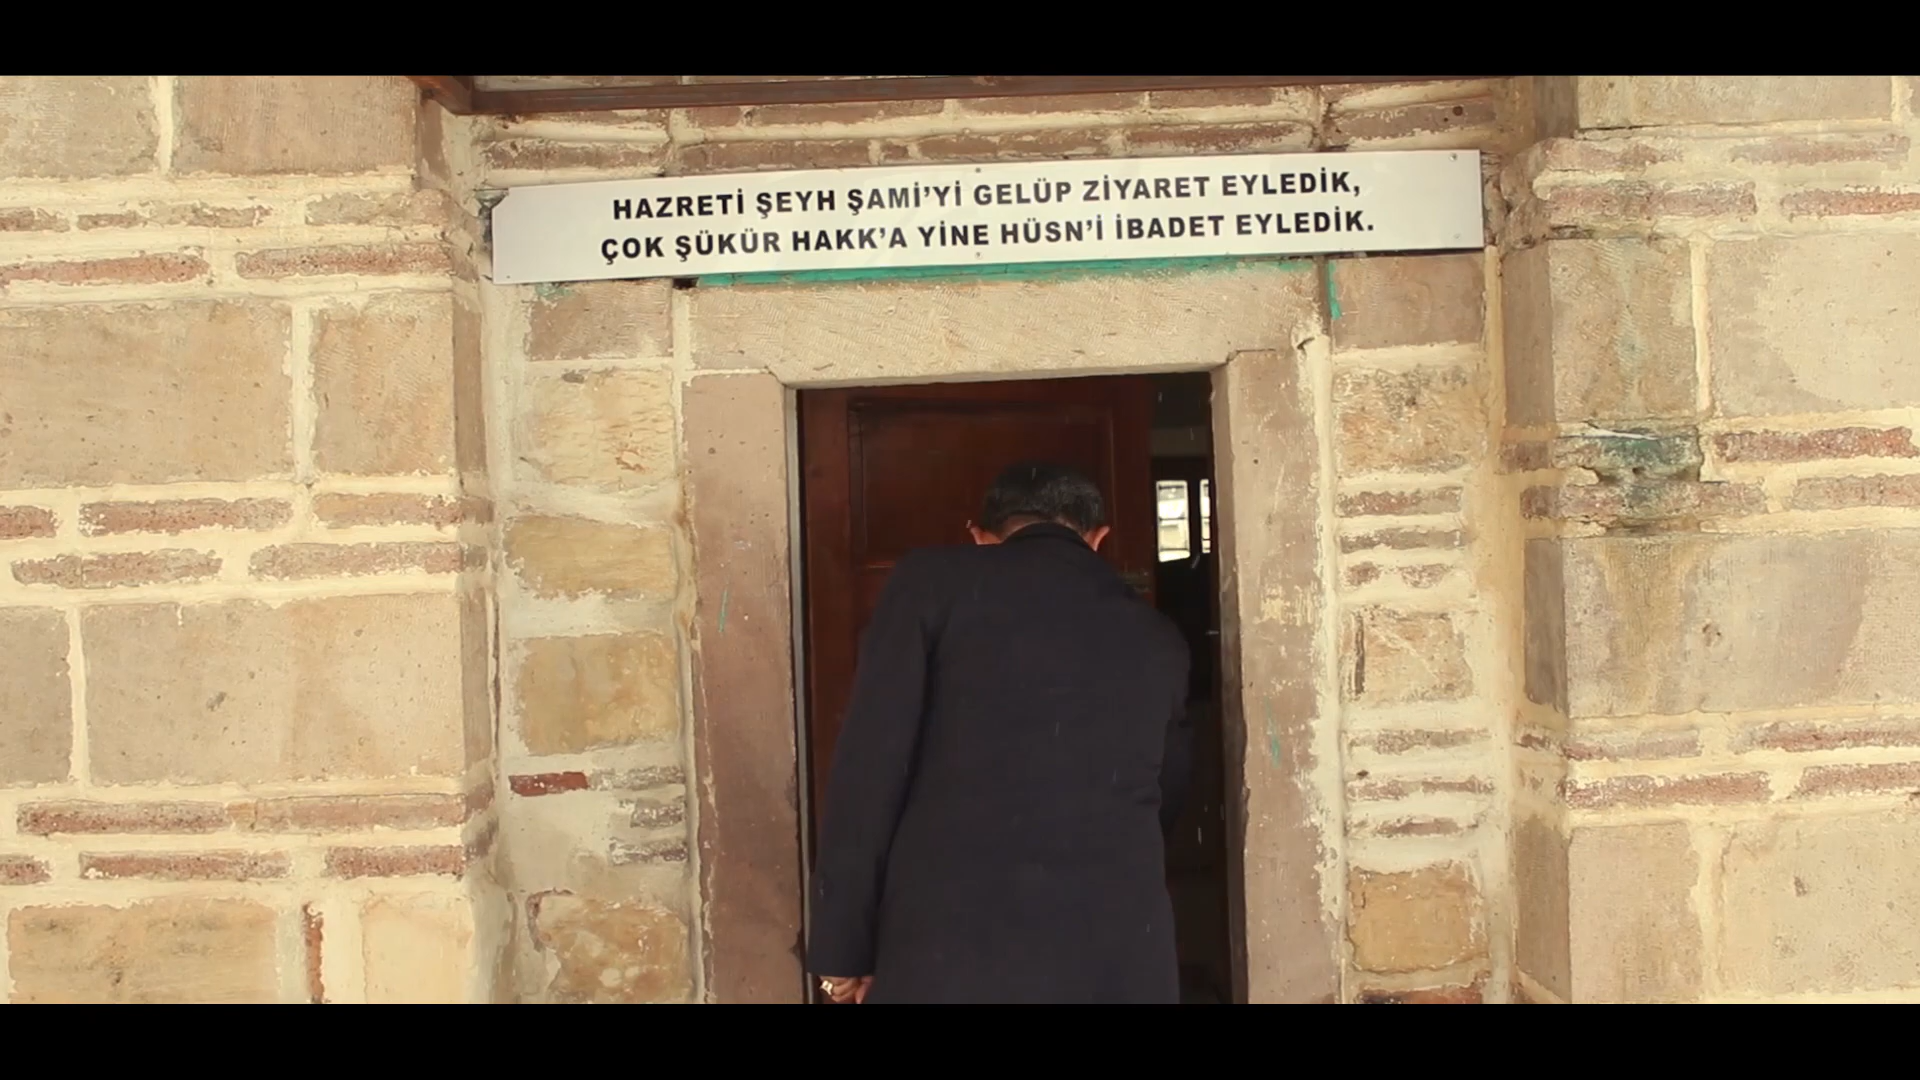 HAZRETİ ŞEYH ŞAMİ'Yİ GELÜP ZİYARET EYLEDİK,
ÇOK ŞÜKÜR HAKK'A YİNE HÜSN'İ İBADET EYLEDİK.